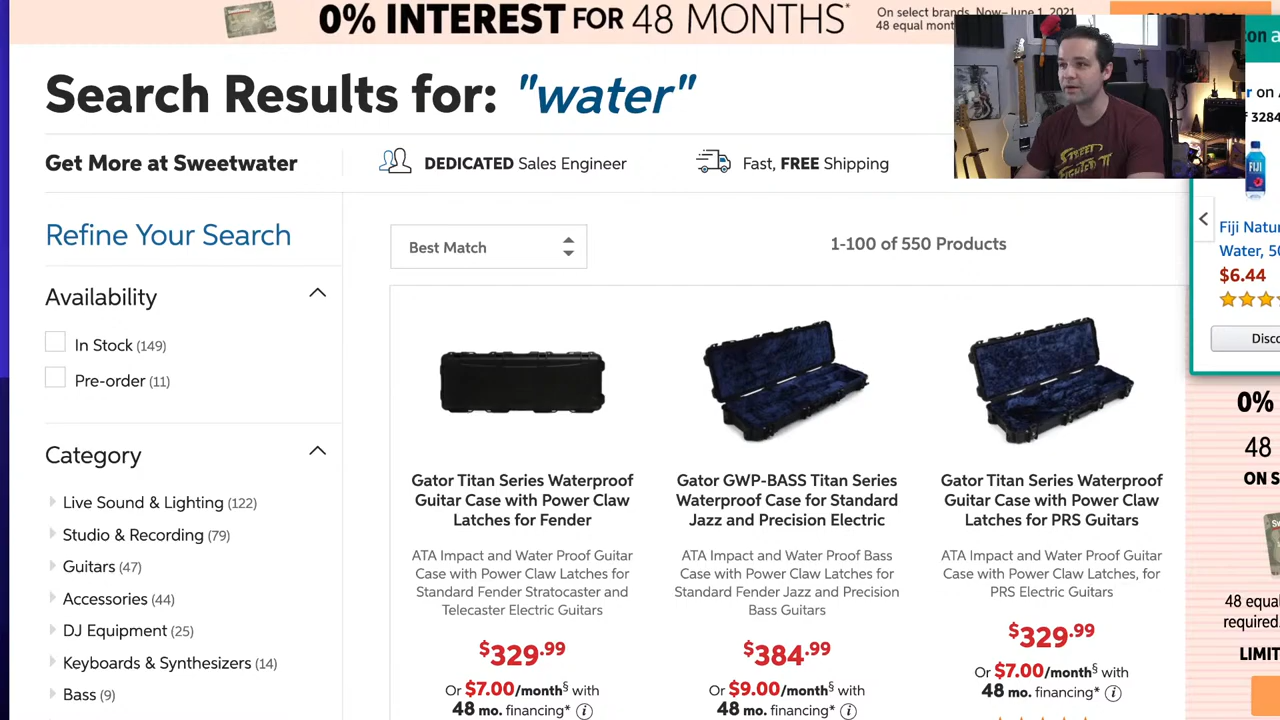 0% INTEREST FOR 48 MONTHS*
On select brands. Now–June 1, 2021
48 equal mont
Search Results for: "water"
Get More at Sweetwater
DEDICATED Sales Engineer
Fast, FREE Shipping
STREET
FIGHTER II
on a
r on A
f 3284
FIJI
Fiji Natu
Water, 50
$6.44
Disco
Refine Your Search
Best Match
1-100 of 550 Products
Availability
In Stock (149)
Pre-order (11)
Category
Live Sound & Lighting (122)
Studio & Recording (79)
Guitars (47)
Accessories (44)
DJ Equipment (25)
Keyboards & Synthesizers (14)
Bass (9)
Gator Titan Series Waterproof
Guitar Case with Power Claw
Latches for Fender
ATA Impact and Water Proof Guitar
Case with Power Claw Latches for
Standard Fender Stratocaster and
Telecaster Electric Guitars
$329.99
Or $7.00/month§ with
48 mo. financing* i
Gator GWP-BASS Titan Series
Waterproof Case for Standard
Jazz and Precision Electric
ATA Impact and Water Proof Bass
Case with Power Claw Latches for
Standard Fender Jazz and Precision
Bass Guitars
$384.99
Or $9.00/month§ with
48 mo. financing* i
Gator Titan Series Waterproof
Guitar Case with Power Claw
Latches for PRS Guitars
ATA Impact and Water Proof Guitar
Case with Power Claw Latches, for
PRS Electric Guitars
$329.99
Or $7.00/month§ with
48 mo. financing* i
0%
48
ON S
48 equal
required.
LIMIT